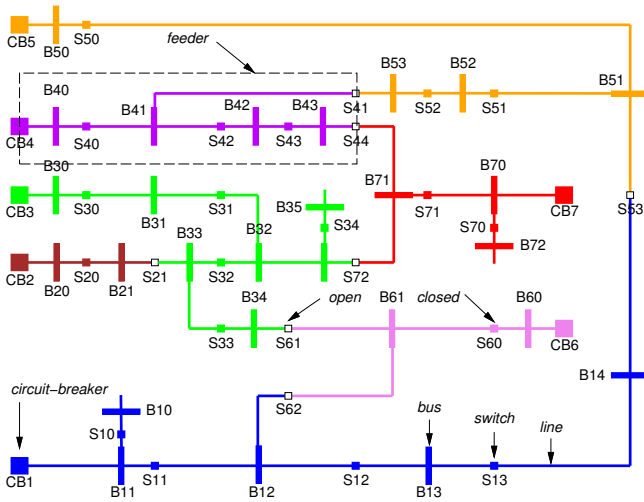 CB5 B50 S50
feeder
B53 B52 B51
S52 S51
B40 B41 B42 B43 S41
CB4 S40 S42 S43 S44
B30 B71 B70
CB3 S30 B31 S31 B35 S34 S71 S70 CB7 S53
B33 B32 B72
CB2 B20 S20 B21 S21 S32 S72
B34 open B61 closed B60
S33 S61 S60 CB6
B14
circuit-breaker S62
B10 bus switch line
S10
CB1 B11 S11 B12 S12 B13 S13